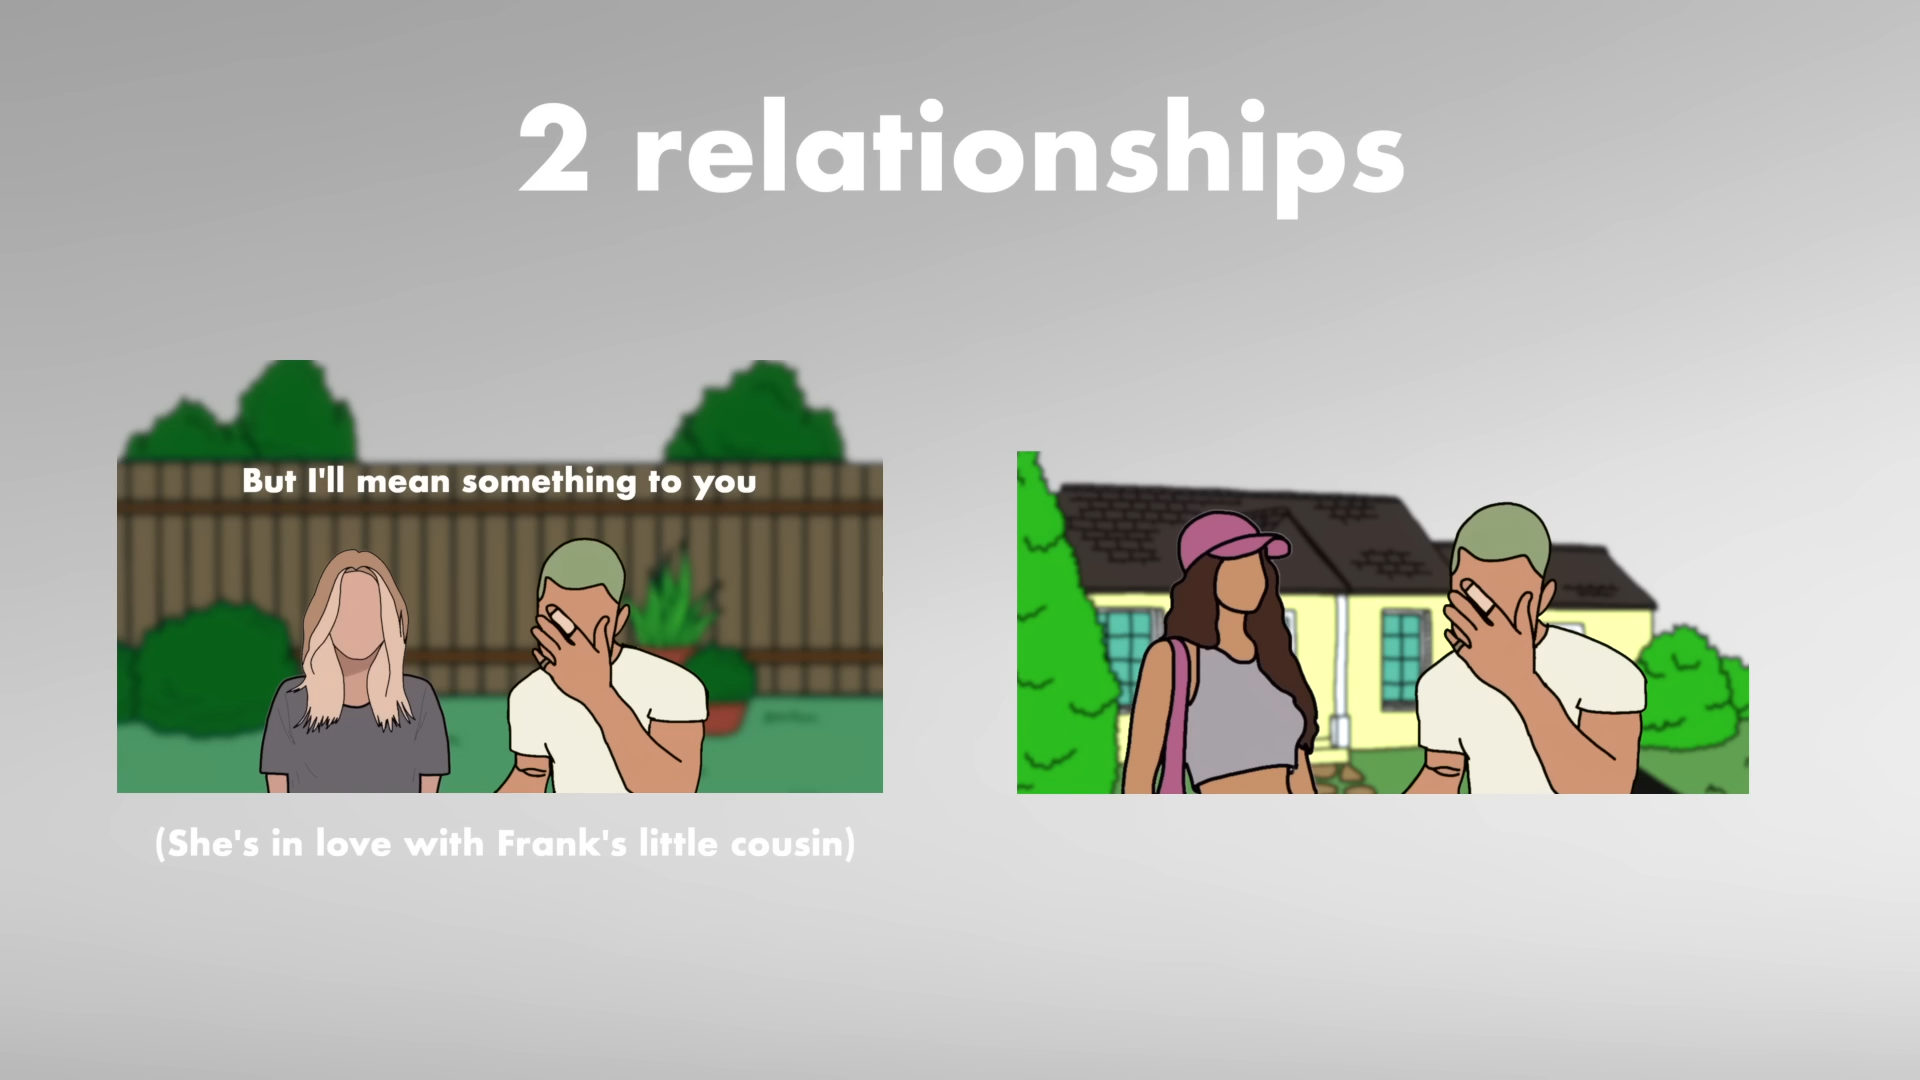 2 relationships
But I'll mean something to you
(She's in love with Frank's little cousin)